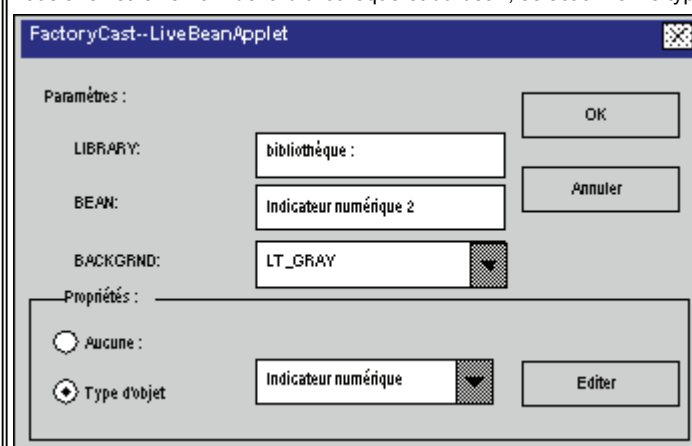 FactoryCast--LiveBeanApplet
Paramètres :
OK
LIBRARY:
bibliothèque :
Annuler
BEAN:
Indicateur numérique 2
BACKGRND:
LT_GRAY
Propriétés :
Aucune :
Type d'objet
Indicateur numérique
Editer